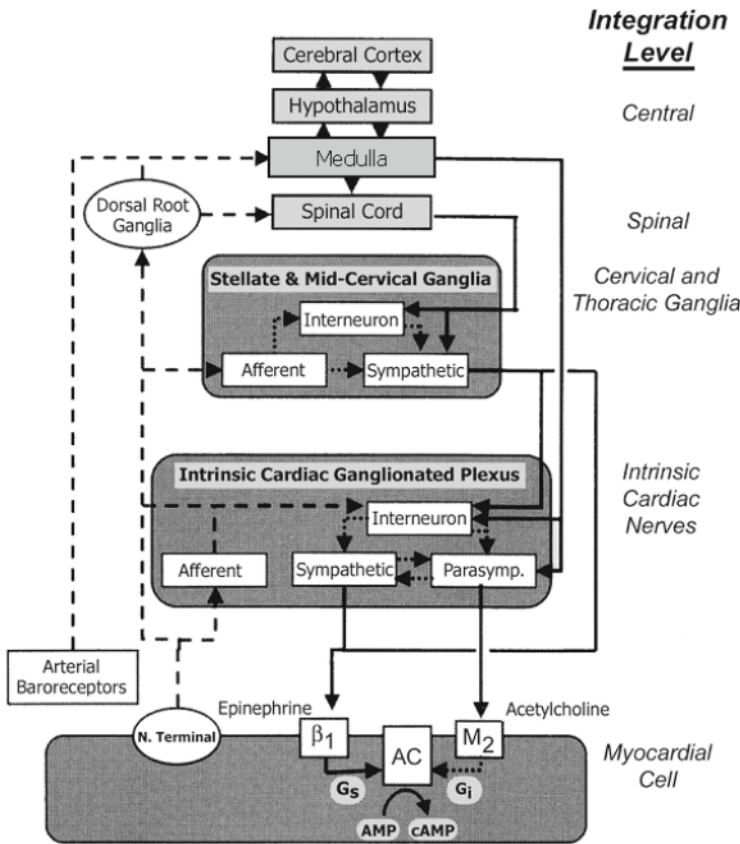 Integration
Level
Cerebral Cortex
Hypothalamus
Central
Medulla
Dorsal Root
Ganglia
Spinal Cord
Spinal
Stellate & Mid-Cervical Ganglia
Cervical and
Thoracic Ganglia
Interneuron
Afferent
Sympathetic
Intrinsic Cardiac Ganglionated Plexus
Intrinsic
Cardiac
Nerves
Interneuron
Afferent
Sympathetic
Parasymp.
Arterial
Baroreceptors
Epinephrine
Acetylcholine
N. Terminal
β1
AC
M2
Myocardial
Cell
Gs
Gi
AMP
cAMP